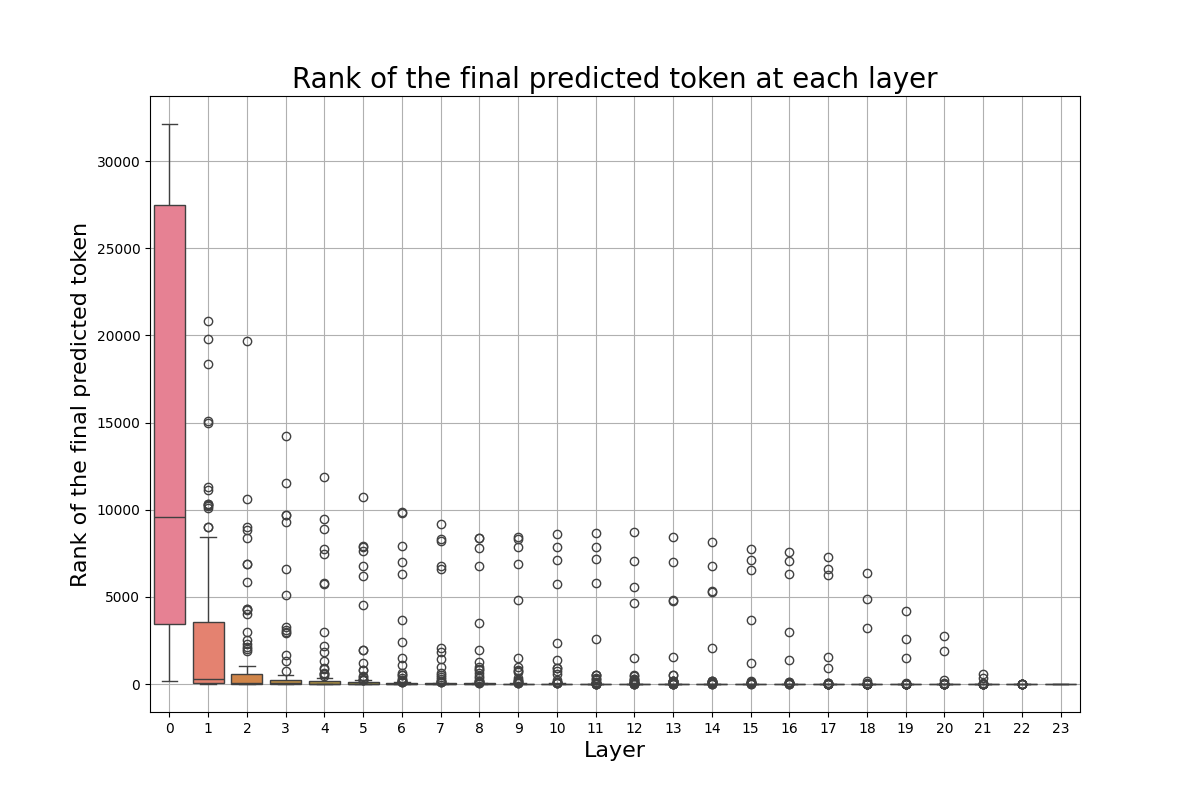 Rank of the final predicted token at each layer
Rank of the final predicted token
30000
25000
20000
15000
10000
5000
0
0 1 2 3 4 5 6 7 8 9 10 11 12 13 14 15 16 17 18 19 20 21 22 23
Layer